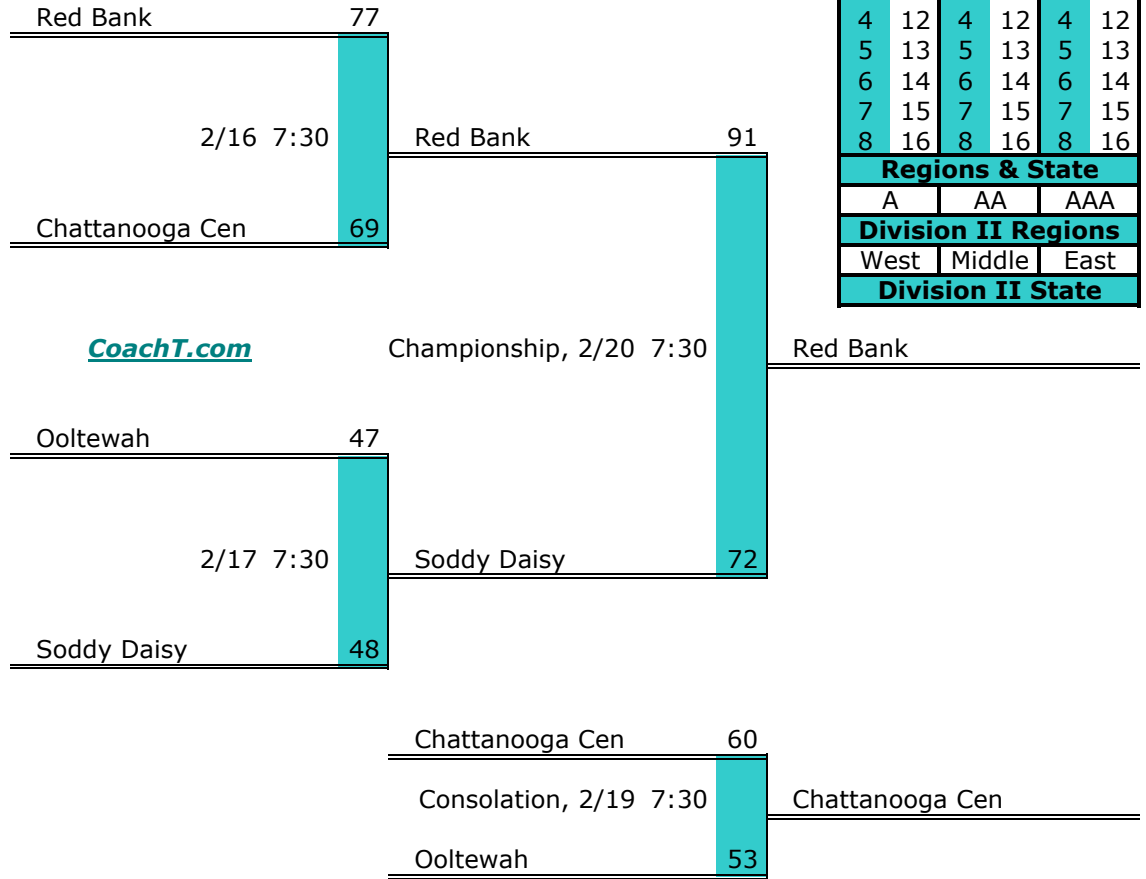 Red Bank 77
4 12 4 12 4 12
5 13 5 13 5 13
6 14 6 14 6 14
7 15 7 15 7 15
8 16 8 16 8 16
2/16 7:30 Red Bank 91
Regions & State
A AA AAA
Chattanooga Cen 69
Division II Regions
West Middle East
Division II State
CoachT.com Championship, 2/20 7:30 Red Bank
Ooltewah 47
2/17 7:30 Soddy Daisy 72
Soddy Daisy 48
Chattanooga Cen 60
Consolation, 2/19 7:30 Chattanooga Cen
Ooltewah 53